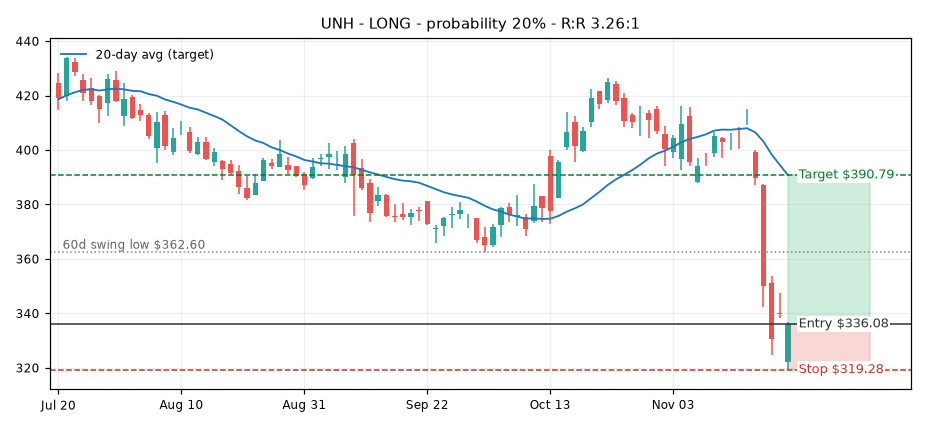 UNH - LONG - probability 20% - R:R 3.26:1
440
20-day avg (target)
420
400
Target $390.79
380
60d swing low $362.60
360
340
Entry $336.08
320
Stop $319.28
Jul 20
Aug 10
Aug 31
Sep 22
Oct 13
Nov 03